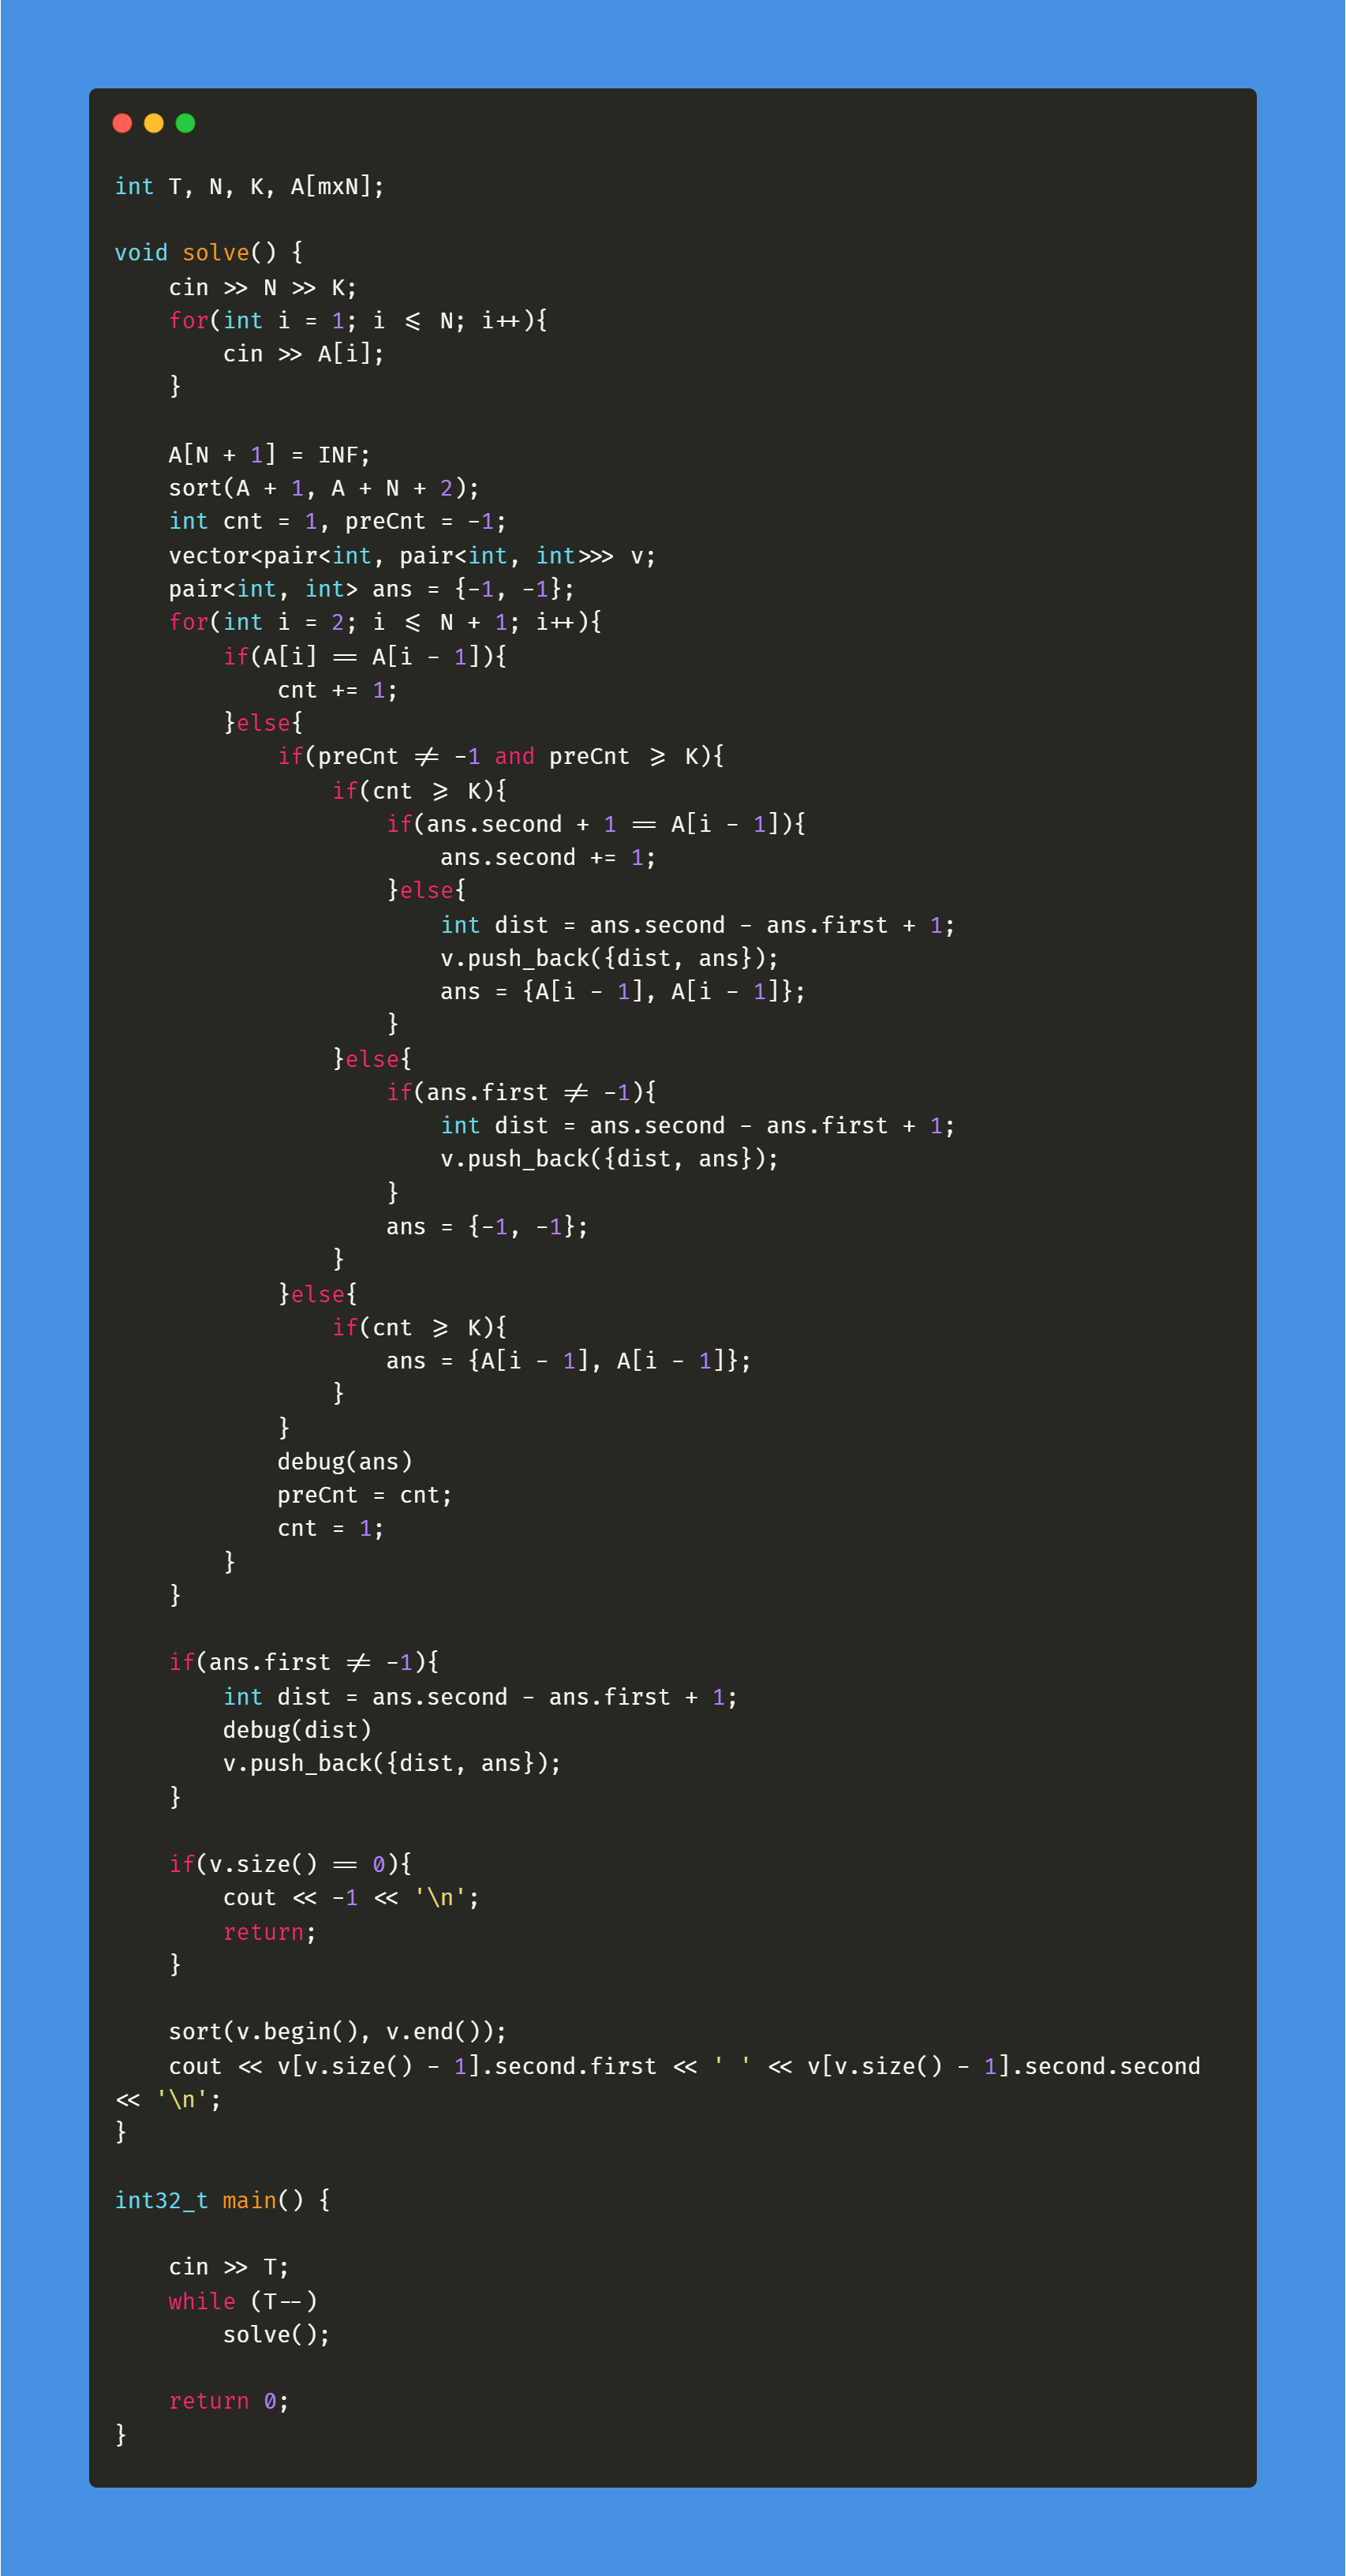 int T, N, K, A[mxN];

void solve() {
    cin >> N >> K;
    for(int i = 1; i <= N; i++){
        cin >> A[i];
    }

    A[N + 1] = INF;
    sort(A + 1, A + N + 2);
    int cnt = 1, preCnt = -1;
    vector<pair<int, pair<int, int>>> v;
    pair<int, int> ans = {-1, -1};
    for(int i = 2; i <= N + 1; i++){
        if(A[i] == A[i - 1]){
            cnt += 1;
        }else{
            if(preCnt != -1 and preCnt >= K){
                if(cnt >= K){
                    if(ans.second + 1 == A[i - 1]){
                        ans.second += 1;
                    }else{
                        int dist = ans.second - ans.first + 1;
                        v.push_back({dist, ans});
                        ans = {A[i - 1], A[i - 1]};
                    }
                }else{
                    if(ans.first != -1){
                        int dist = ans.second - ans.first + 1;
                        v.push_back({dist, ans});
                    }
                    ans = {-1, -1};
                }
            }else{
                if(cnt >= K){
                    ans = {A[i - 1], A[i - 1]};
                }
            }
            debug(ans)
            preCnt = cnt;
            cnt = 1;
        }
    }

    if(ans.first != -1){
        int dist = ans.second - ans.first + 1;
        debug(dist)
        v.push_back({dist, ans});
    }

    if(v.size() == 0){
        cout << -1 << '\n';
        return;
    }

    sort(v.begin(), v.end());
    cout << v[v.size() - 1].second.first << ' ' << v[v.size() - 1].second.second
<< '\n';
}

int32_t main() {

    cin >> T;
    while (T--)
        solve();

    return 0;
}